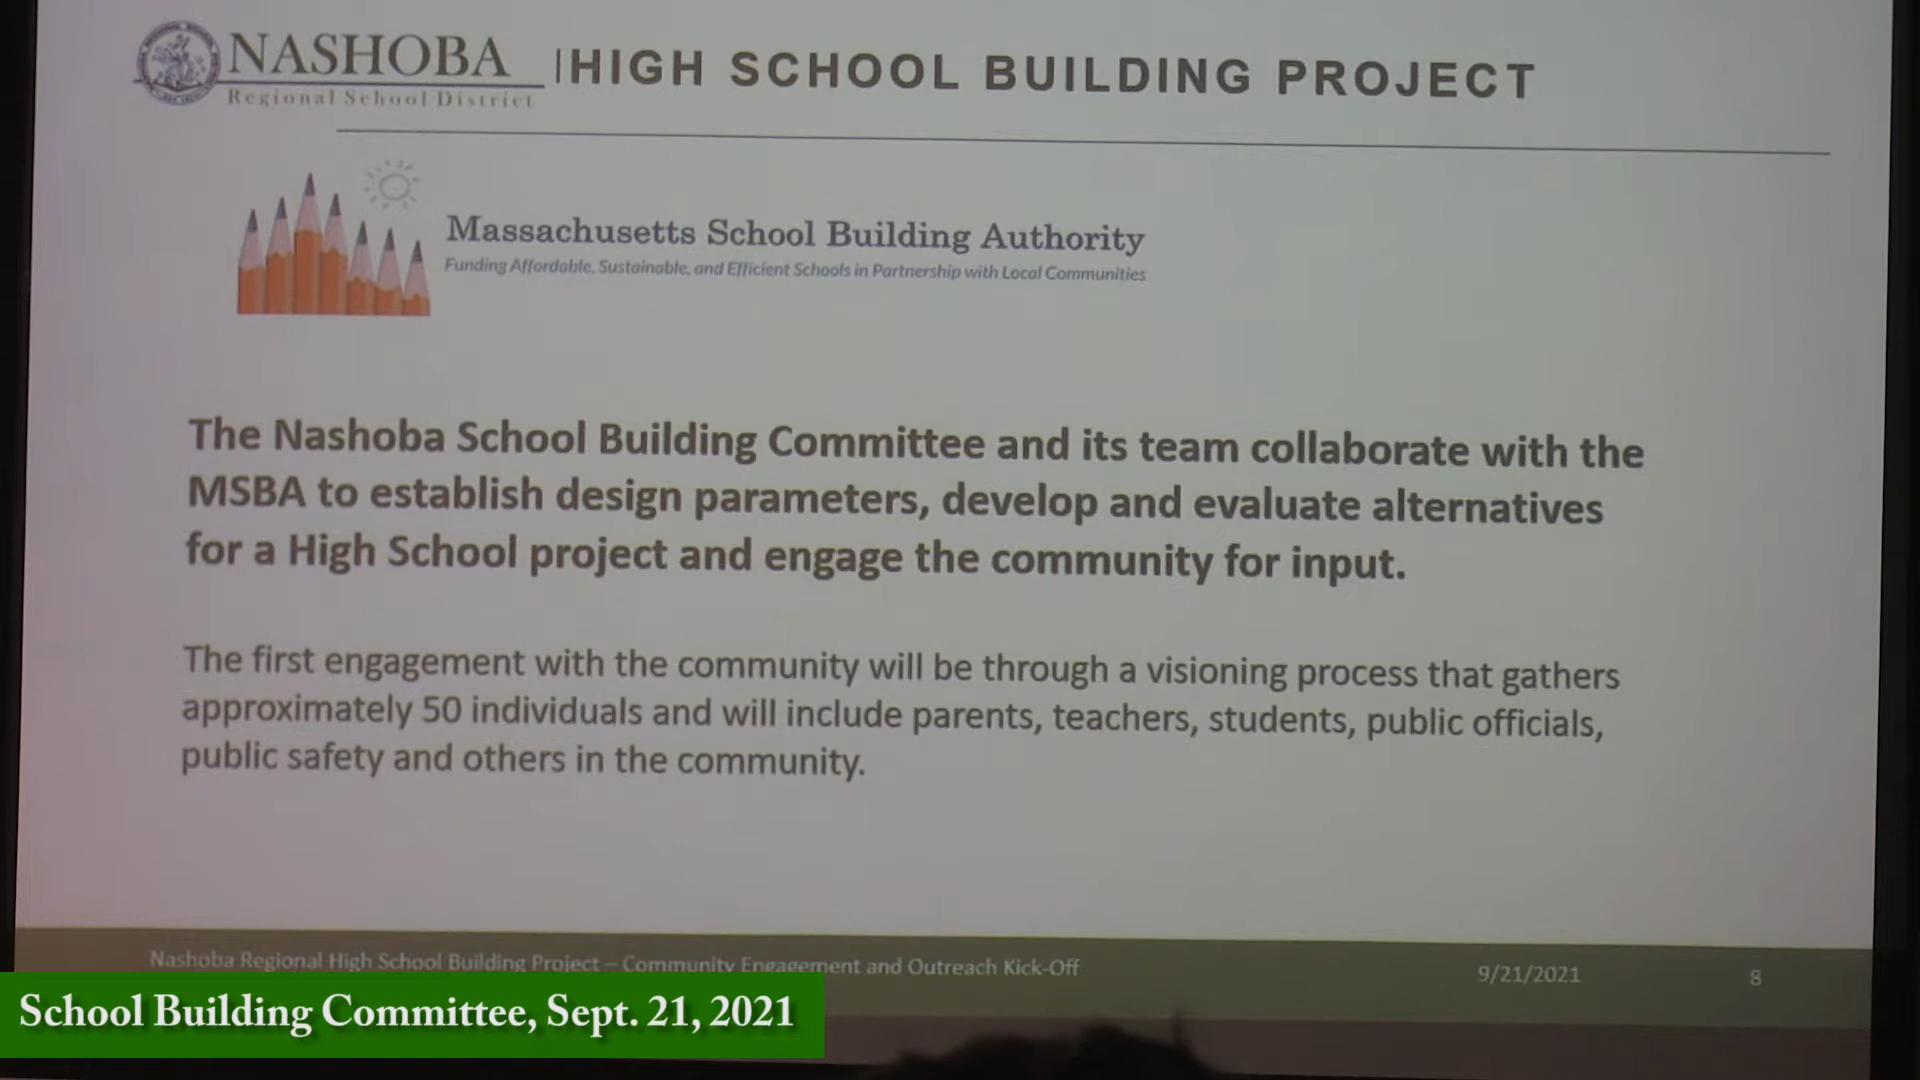 NASHOBA
Regional School District
HIGH SCHOOL BUILDING PROJECT
Massachusetts School Building Authority
Funding Affordable, Sustainable, and Efficient Schools in Partnership with Local Communities
The Nashoba School Building Committee and its team collaborate with the
MSBA to establish design parameters, develop and evaluate alternatives
for a High School project and engage the community for input.
The first engagement with the community will be through a visioning process that gathers
approximately 50 individuals and will include parents, teachers, students, public officials,
public safety and others in the community.
Nashoba Regional High School Building Project – Community Engagement and Outreach Kick-Off
9/21/2021
8
School Building Committee, Sept. 21, 2021